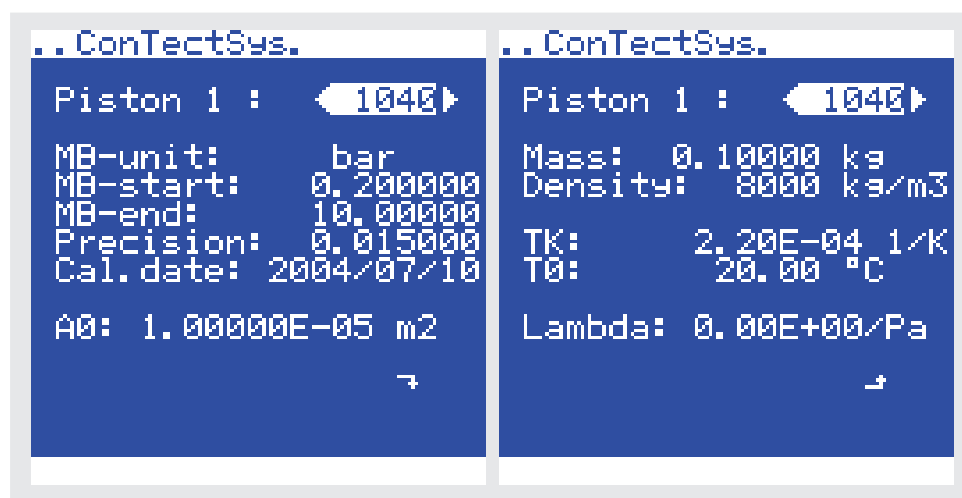 ..ConTectSys.
Piston 1 : 1040
MB-unit: bar
MB-start: 0.200000
MB-end: 10.00000
Precision: 0.015000
Cal.date: 2004/07/10
A0: 1.00000E-05 m2
..ConTectSys.
Piston 1 : 1040
Mass: 0.10000 kg
Density: 8000 kg/m3
TK: 2.20E-04 1/K
T0: 20.00 °C
Lambda: 0.00E+00/Pa